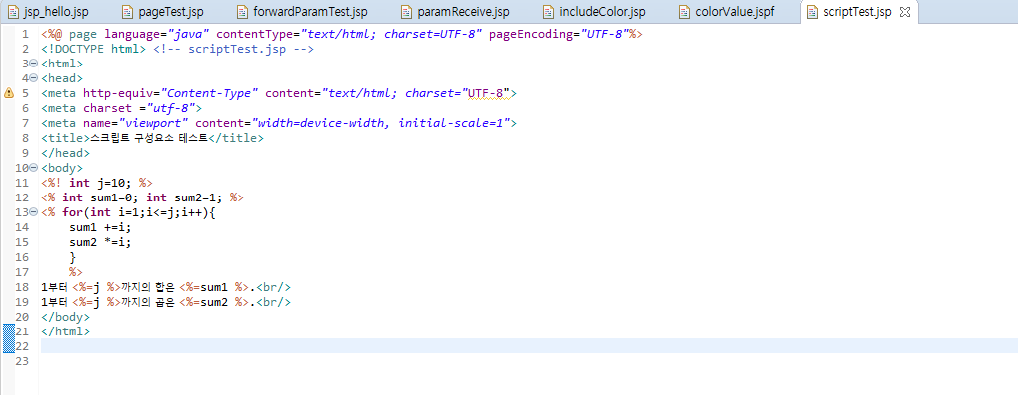 jsp_hello.jsp pageTest.jsp forwardParamTest.jsp paramReceive.jsp includeColor.jsp colorValue.jspf scriptTest.jsp
1 <%@ page language="java" contentType="text/html; charset=UTF-8" pageEncoding="UTF-8"%>
2 <!DOCTYPE html> <!-- scriptTest.jsp -->
3 <html>
4 <head>
5 <meta http-equiv="Content-Type" content="text/html; charset="UTF-8">
6 <meta charset ="utf-8">
7 <meta name="viewport" content="width=device-width, initial-scale=1">
8 <title>스크립트 구성요소 테스트</title>
9 </head>
10 <body>
11 <%! int j=10; %>
12 <% int sum1=0; int sum2=1; %>
13 <% for(int i=1;i<=j;i++){
14 sum1 +=i;
15 sum2 *=i;
16 }
17 %>
18 1부터 <%=j %>까지의 합은 <%=sum1 %>.<br/>
19 1부터 <%=j %>까지의 곱은 <%=sum2 %>.<br/>
20 </body>
21 </html>
22
23